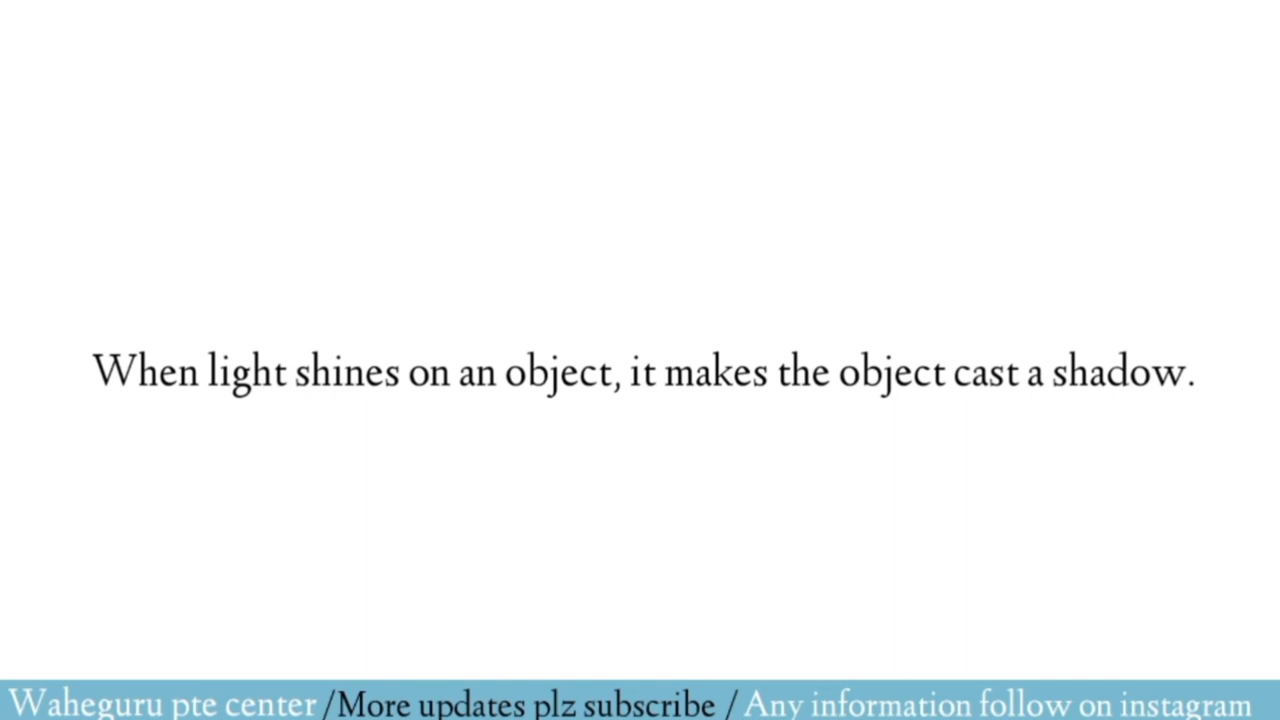 When light shines on an object, it makes the object cast a shadow.
Waheguru pte center /More updates plz subscribe / Any information follow on instagram